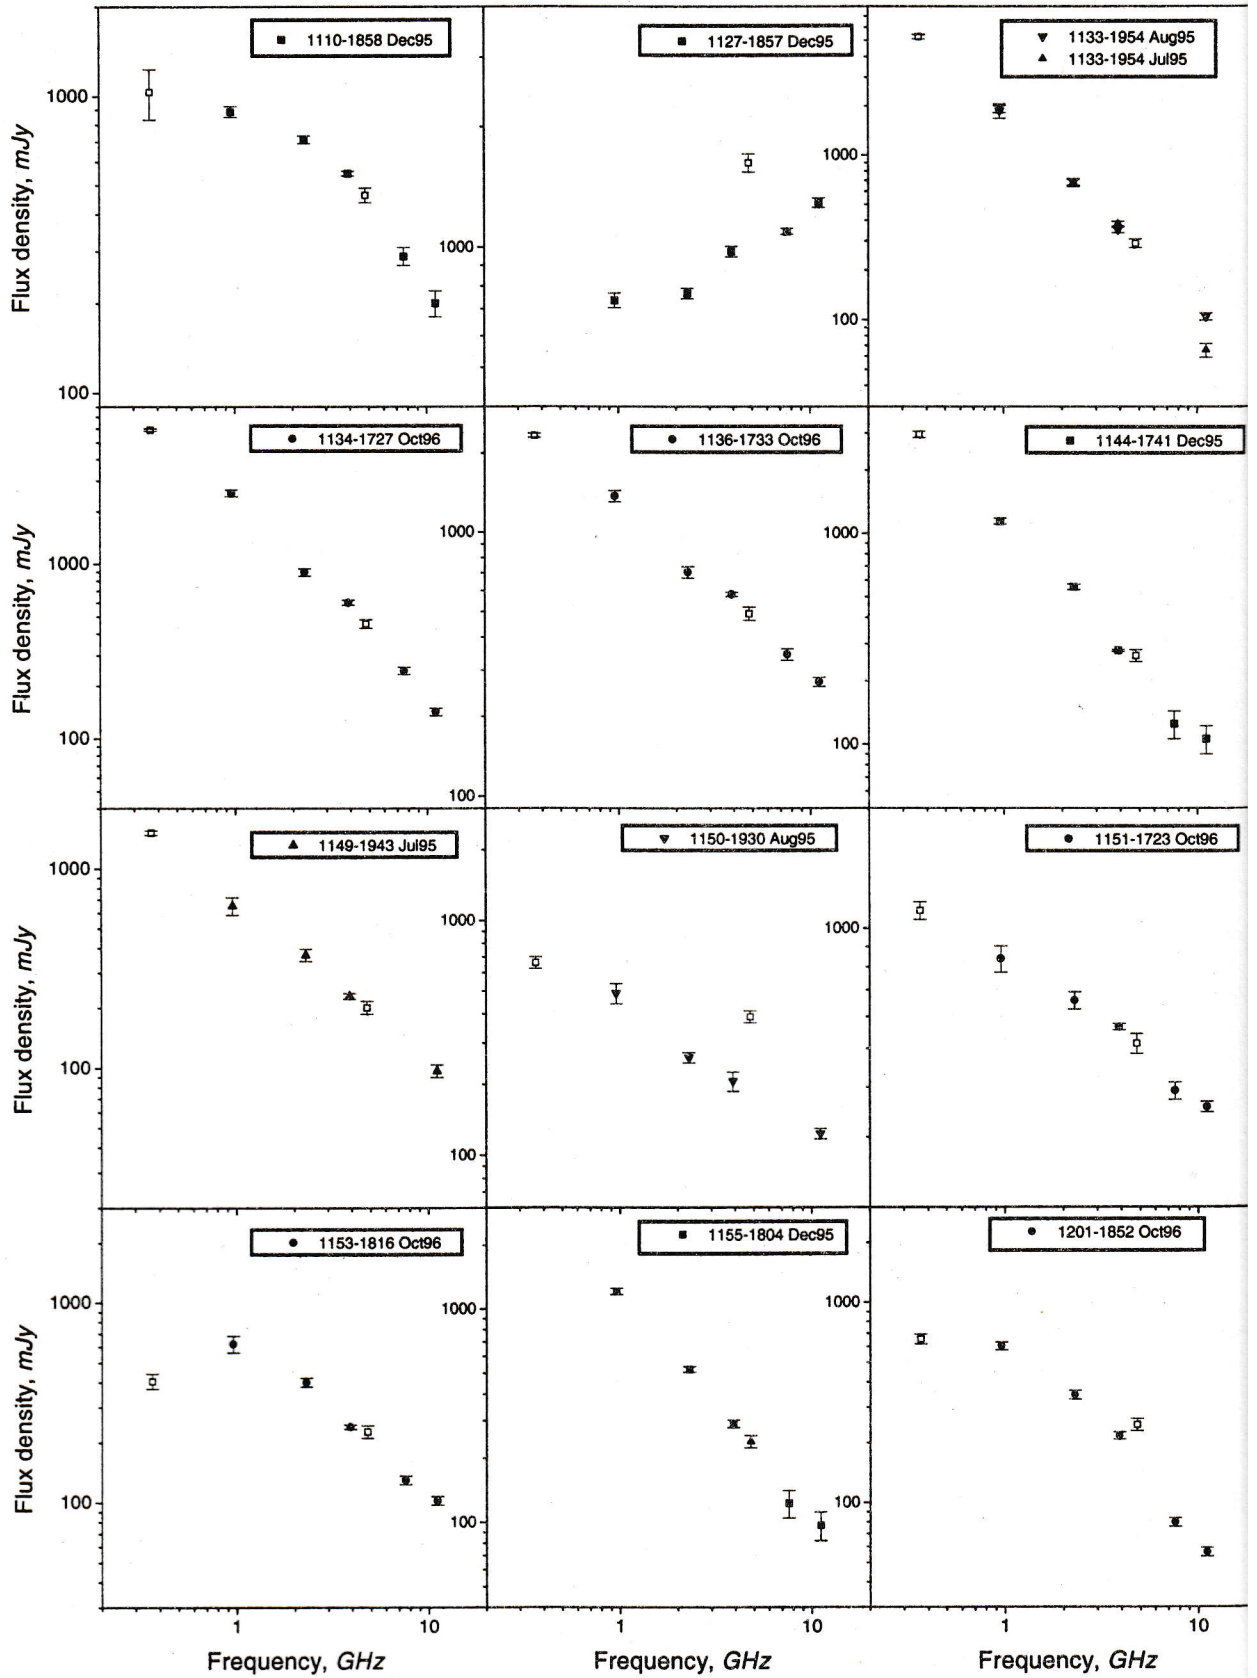 1110-1858 Dec95
1127-1857 Dec95
1133-1954 Aug95
1133-1954 Jul95
Flux density, mJy
1000
100
1000
1000
100
1134-1727 Oct96
1136-1733 Oct96
1144-1741 Dec95
Flux density, mJy
1000
100
1000
100
1000
100
1149-1943 Jul95
1150-1930 Aug95
1151-1723 Oct96
Flux density, mJy
1000
100
1000
100
1000
1153-1816 Oct96
1155-1804 Dec95
1201-1852 Oct96
Flux density, mJy
1000
100
1000
100
1000
100
1 10
1 10
1 10
Frequency, GHz
Frequency, GHz
Frequency, GHz